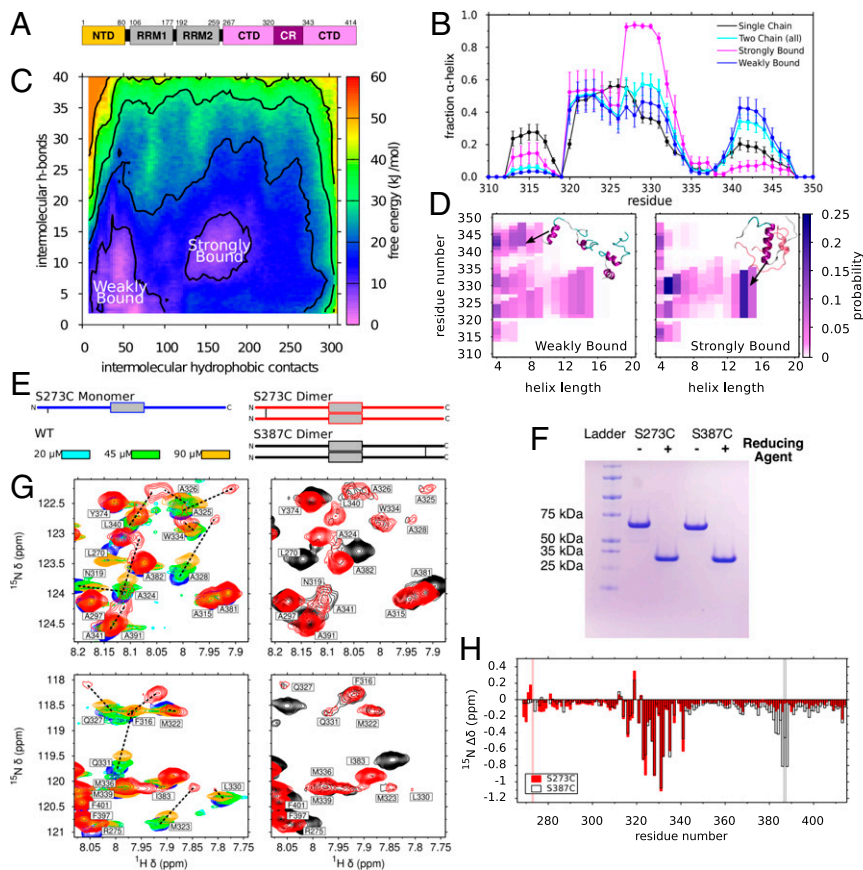 A
1 80 106 177 192 259 267 343 414
NTD RRM1 RRM2 CTD CR CTD
B
fraction α-helix
1.0
0.8
0.6
0.4
0.2
0.0
Single Chain
Two Chain (all)
Strongly Bound
Weakly Bound
310 315 320 325 330 335 340 345 350
residue
C
intermolecular h-bonds
40
35
30
25
20
15
10
5
0
Strongly
Bound
Weakly
Bound
0 50 100 150 200 250 300
intermolecular hydrophobic contacts
60
50
40
30
20
10
0
free energy (kJ /mol)
D
residue number
350
345
340
335
330
325
320
315
310
Weakly Bound
Strongly Bound
4 8 12 16 20
4 8 12 16 20
helix length
helix length
0.25
0.20
0.15
0.10
0.05
0
probability
E
S273C Monomer
N C
WT
20 μM 45 μM 90 μM
S273C Dimer
N C
N C
S387C Dimer
N C
N C
F
Ladder S273C S387C Reducing
- + - + Agent
75 kDa
50 kDa
35 kDa
25 kDa
G
15N δ (ppm)
122.5
123
123.5
124
124.5
A326
A325
Y374
L340
W334
L270
A328
N319
A382
A324
A297
A381
A315
A341
A391
8.2 8.15 8.1 8.05 8 7.95 7.9
A326
A325
L340
Y374
W334
A328
A324
L270
A382
A381
N319
A341
A297
A315
A391
8.2 8.15 8.1 8.05 8 7.95 7.9
15N δ (ppm)
118
118.5
119
119.5
120
120.5
121
Q327
F316
M322
Q331
M336
M339
I383
L330
F401
F397
M323
R275
8.05 8 7.95 7.9 7.85 7.8 7.75
1H δ (ppm)
Q327
F316
Q331
M322
I383
M336
M339
M323
L330
F401
F397
R275
8.05 8 7.95 7.9 7.85 7.8 7.75
1H δ (ppm)
H
15N Δδ (ppm)
0.4
0.2
0
-0.2
-0.4
-0.6
-0.8
-1
-1.2
S273C
S387C
280 300 320 340 360 380 400
residue number